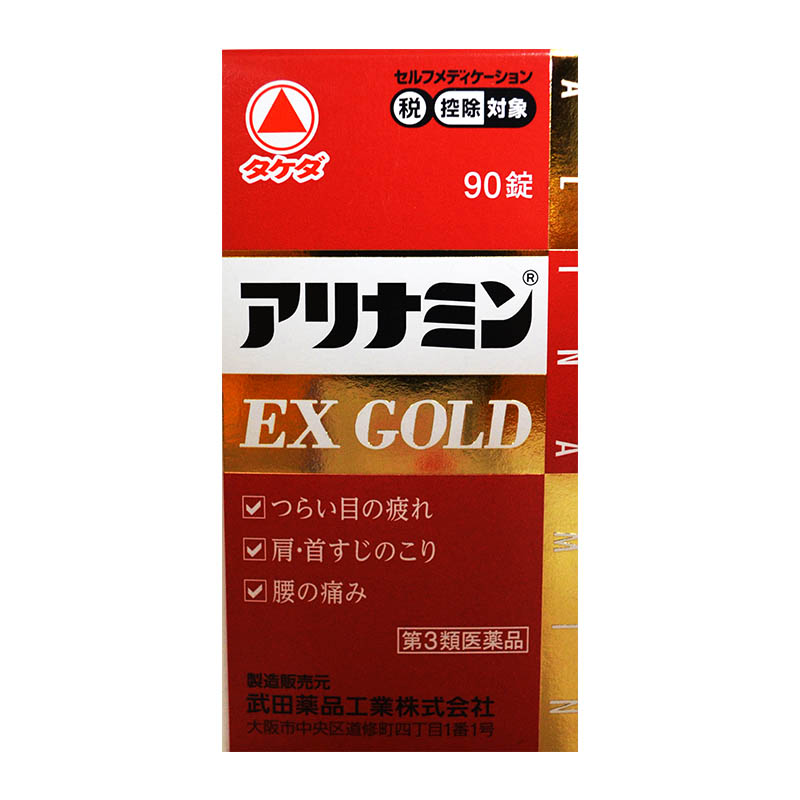 セルフメディケーション
税 控除 対象
タケダ
90錠
アリナミン®
EX GOLD
つらい目の疲れ
肩・首すじのこり
腰の痛み
第3類医薬品
製造販売元
武田薬品工業株式会社
大阪市中央区道修町四丁目1番1号
ALINAMIN